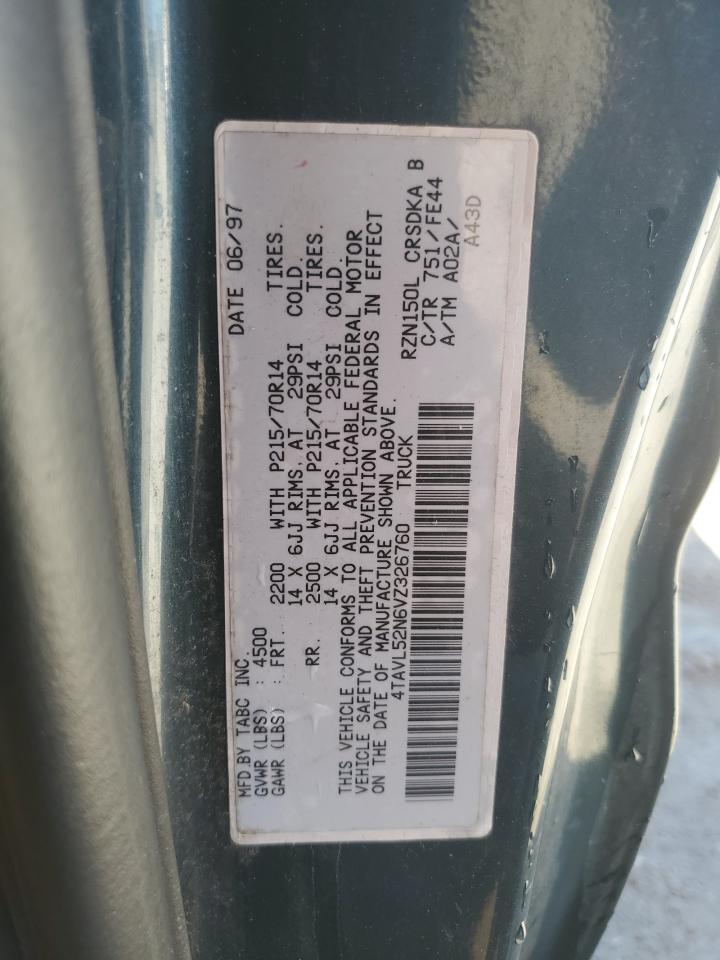 MFD.BY TABC INC. DATE 06/97
GVWR (LBS) : 4500
GAWR (LBS) : FRT. 2200 WITH P215/70R14 TIRES.
14 X 6JJ RIMS. AT 29PSI COLD.
RR. 2500 WITH P215/70R14 TIRES.
14 X 6JJ RIMS. AT 29PSI COLD.
THIS VEHICLE CONFORMS TO ALL APPLICABLE FEDERAL MOTOR
VEHICLE SAFETY AND THEFT PREVENTION STANDARDS IN EFFECT
ON THE DATE OF MANUFACTURE SHOWN ABOVE.
4TAVL52N6VZ326760 TRUCK
RZN150L CRSDKA B
C/TR 751/FE44
A/TM A02A/
A43D